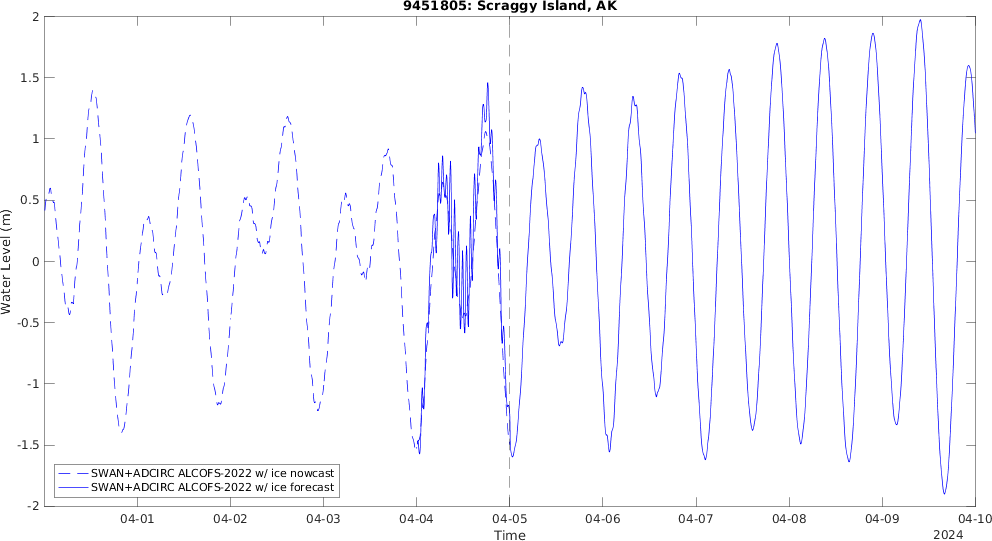 9451805: Scraggy Island, AK
Water Level (m)
2
1.5
1
0.5
0
-0.5
-1
-1.5
-2
SWAN+ADCIRC ALCOFS-2022 w/ ice nowcast
SWAN+ADCIRC ALCOFS-2022 w/ ice forecast
04-01 04-02 04-03 04-04 04-05 04-06 04-07 04-08 04-09 04-10
Time
2024